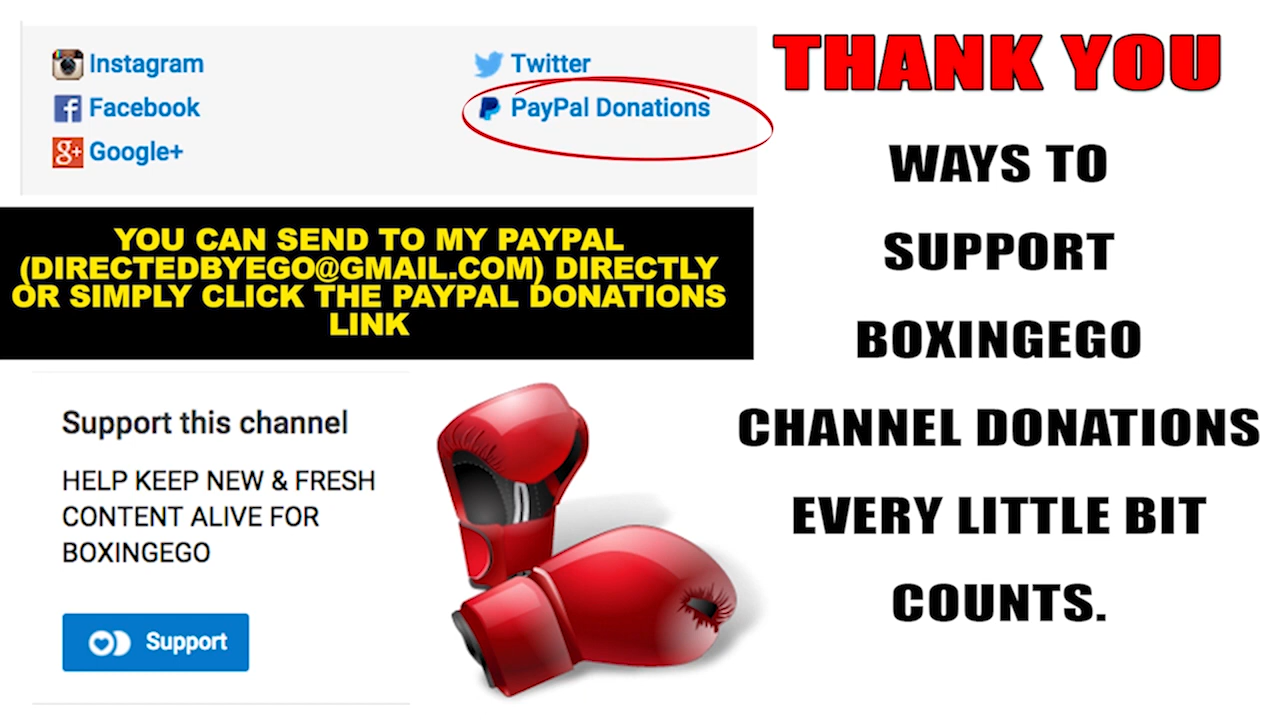 Instagram
Twitter
Facebook
PayPal Donations
Google+
YOU CAN SEND TO MY PAYPAL
(DIRECTEDBYEGO@GMAIL.COM) DIRECTLY
OR SIMPLY CLICK THE PAYPAL DONATIONS
LINK
Support this channel
HELP KEEP NEW & FRESH
CONTENT ALIVE FOR
BOXINGEGO
Support
THANK YOU
WAYS TO
SUPPORT
BOXINGEGO
CHANNEL DONATIONS
EVERY LITTLE BIT
COUNTS.